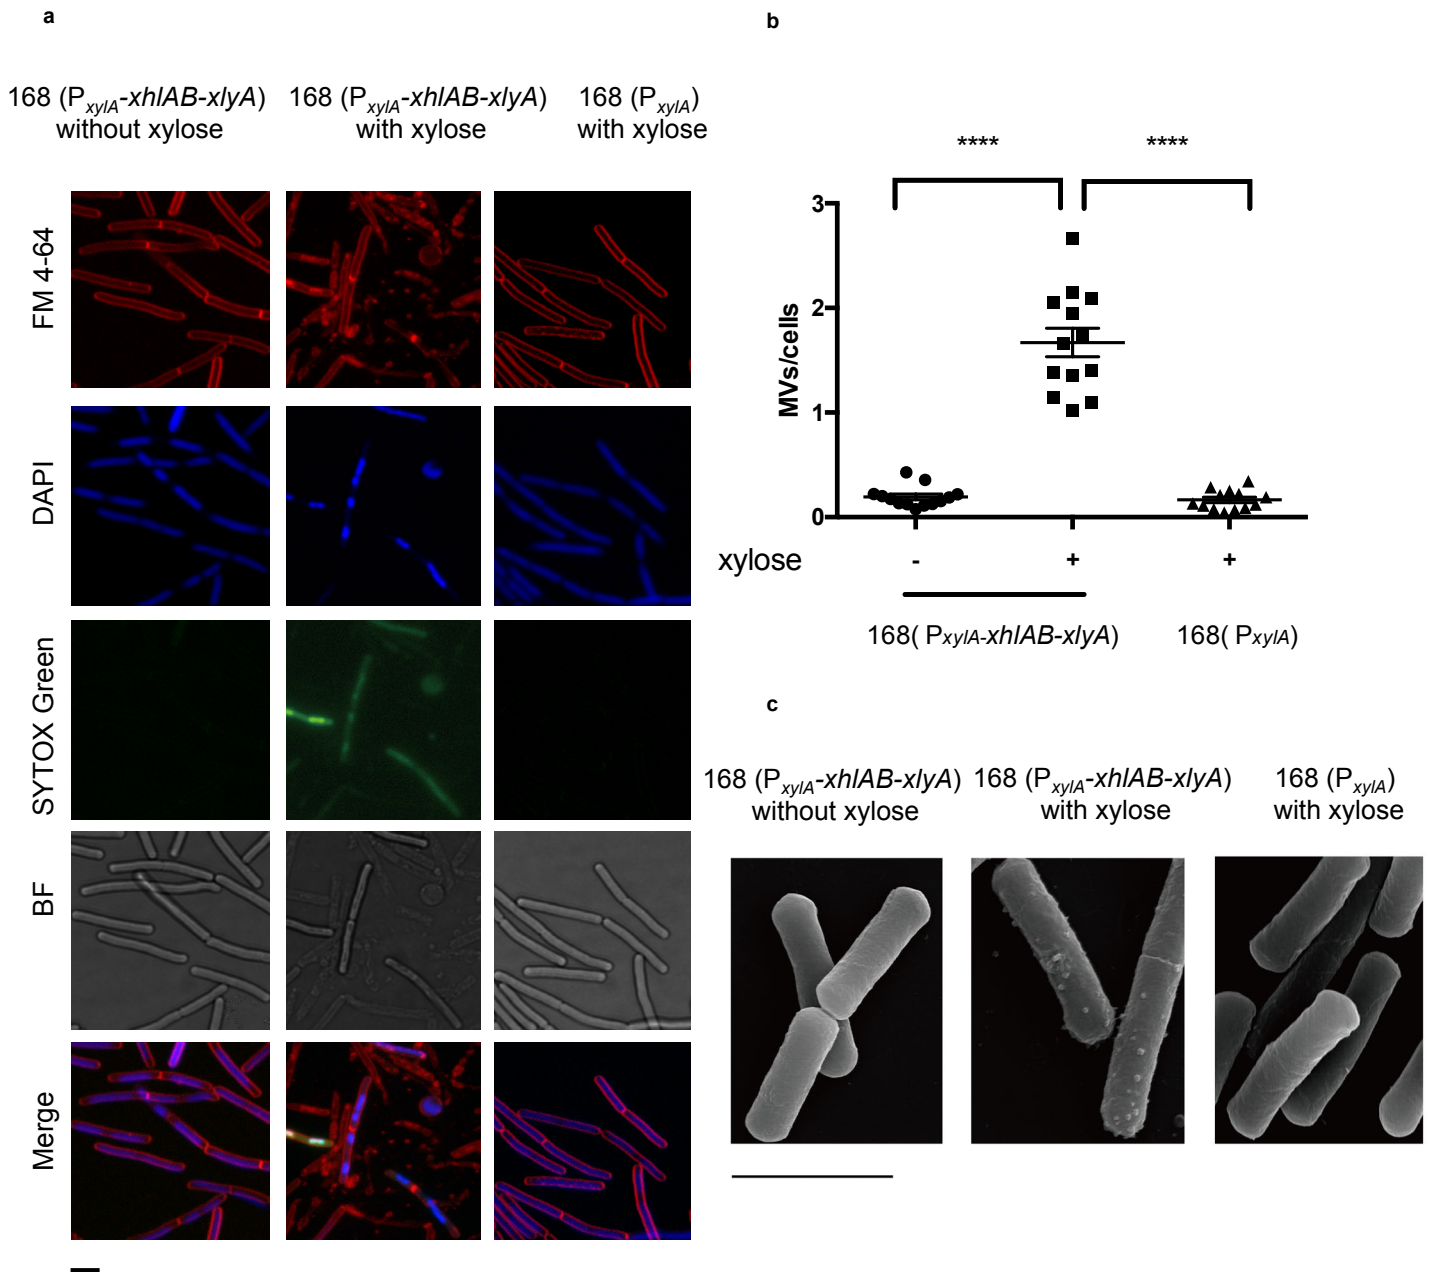 a
168 (PxylA-xhlAB-xlyA)
without xylose
168 (PxylA-xhlAB-xlyA)
with xylose
168 (PxylA)
with xylose
FM 4-64
DAPI
SYTOX Green
BF
Merge
b
****
****
3
2
1
0
MVs/cells
xylose
-
+
+
168( PxylA-xhlAB-xlyA)
168( PxylA)
c
168 (PxylA-xhlAB-xlyA)
without xylose
168 (PxylA-xhlAB-xlyA)
with xylose
168 (PxylA)
with xylose